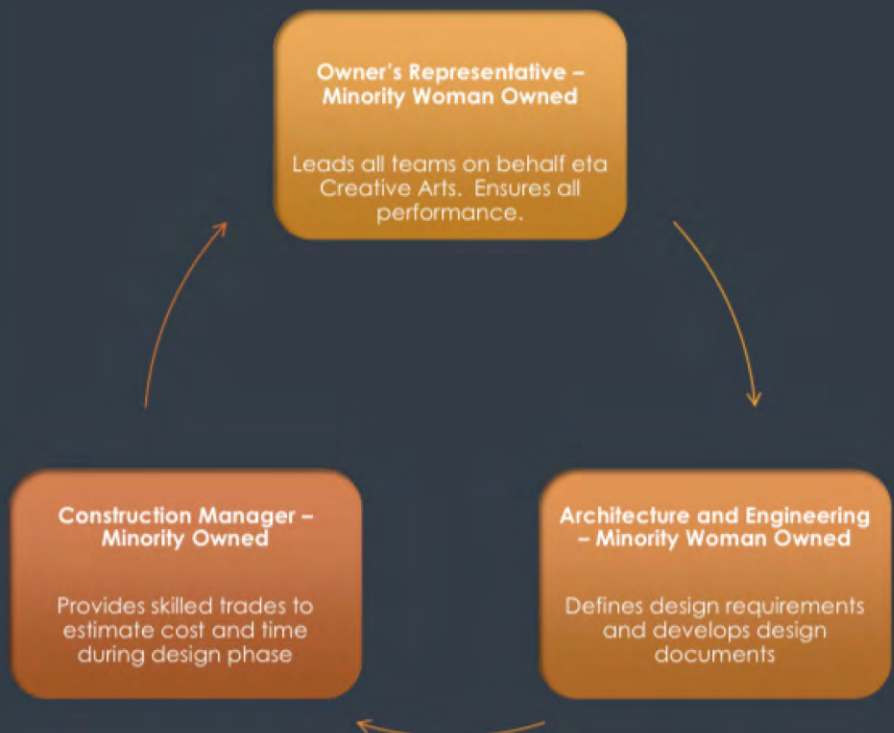 Owner's Representative –
Minority Woman Owned
Leads all teams on behalf eta
Creative Arts.  Ensures all
performance.
Construction Manager –
Minority Owned
Provides skilled trades to
estimate cost and time
during design phase
Architecture and Engineering
– Minority Woman Owned
Defines design requirements
and develops design
documents